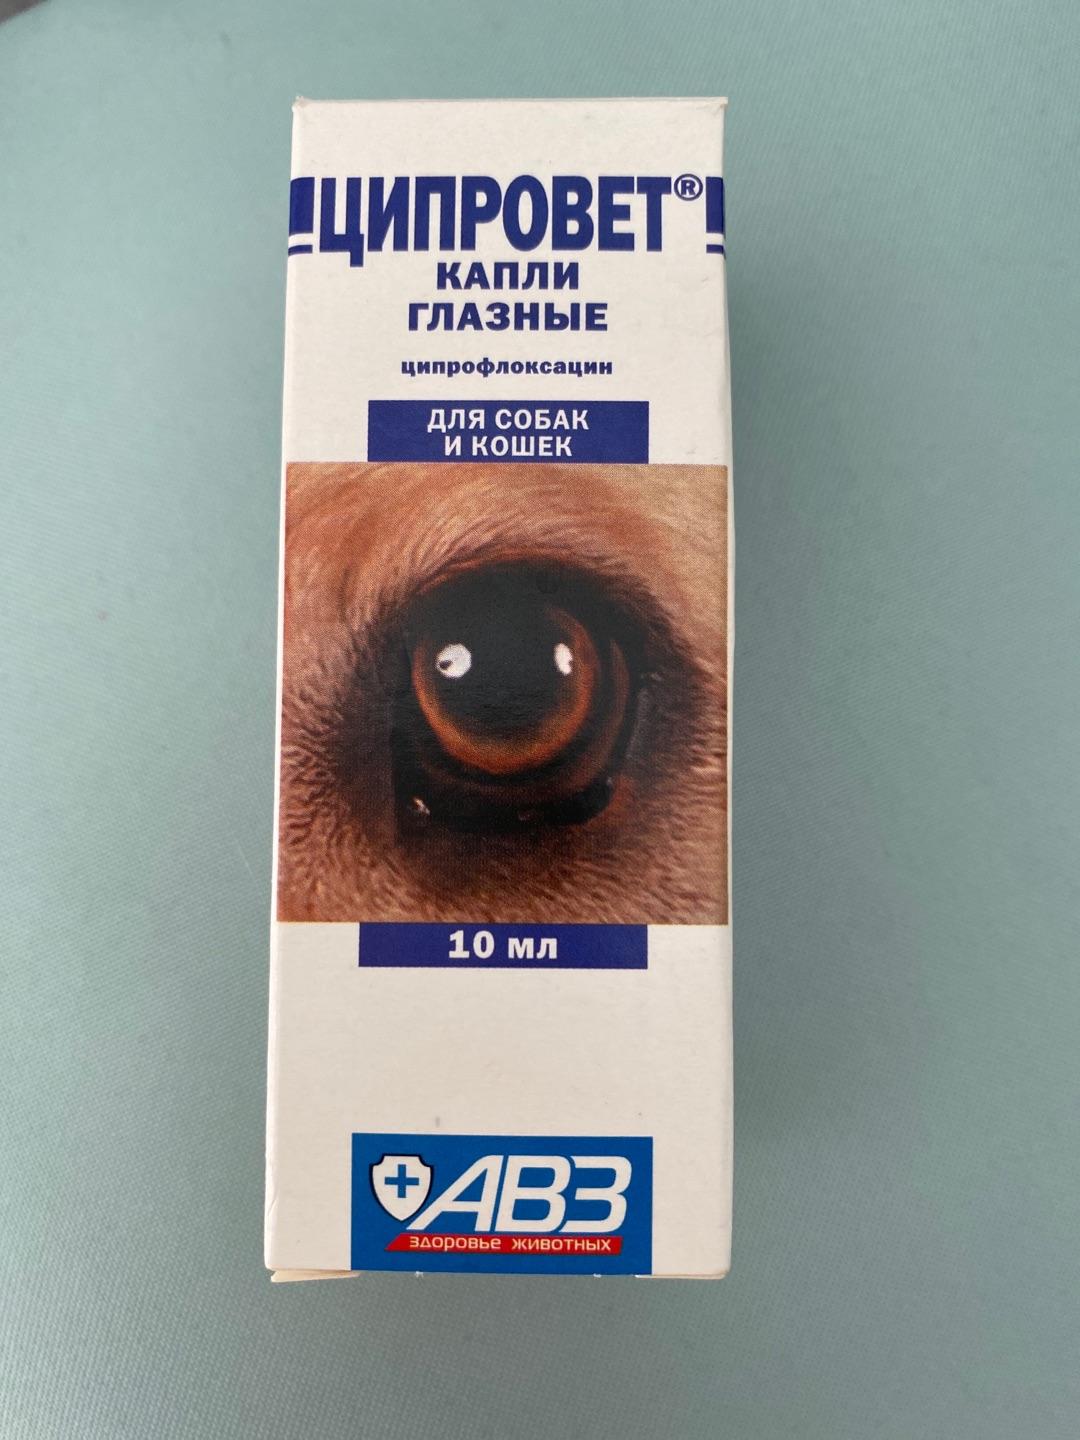 ЦИПРОВЕТ®
КАПЛИ
ГЛАЗНЫЕ
ципрофлоксацин
ДЛЯ СОБАК
И КОШЕК
10 мл
АВЗ
ЗДОРОВЬЕ ЖИВОТНЫХ